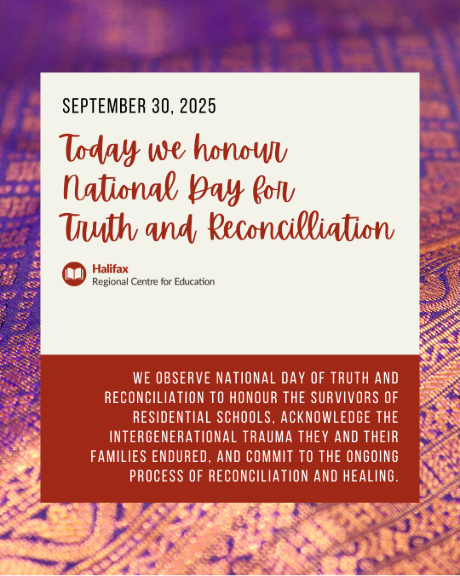 SEPTEMBER 30, 2025
Today we honour
National Day for
Truth and Reconcilliation
Halifax
Regional Centre for Education
WE OBSERVE NATIONAL DAY OF TRUTH AND
RECONCILIATION TO HONOUR THE SURVIVORS OF
RESIDENTIAL SCHOOLS, ACKNOWLEDGE THE
INTERGENERATIONAL TRAUMA THEY AND THEIR
FAMILIES ENDURED, AND COMMIT TO THE ONGOING
PROCESS OF RECONCILIATION AND HEALING.